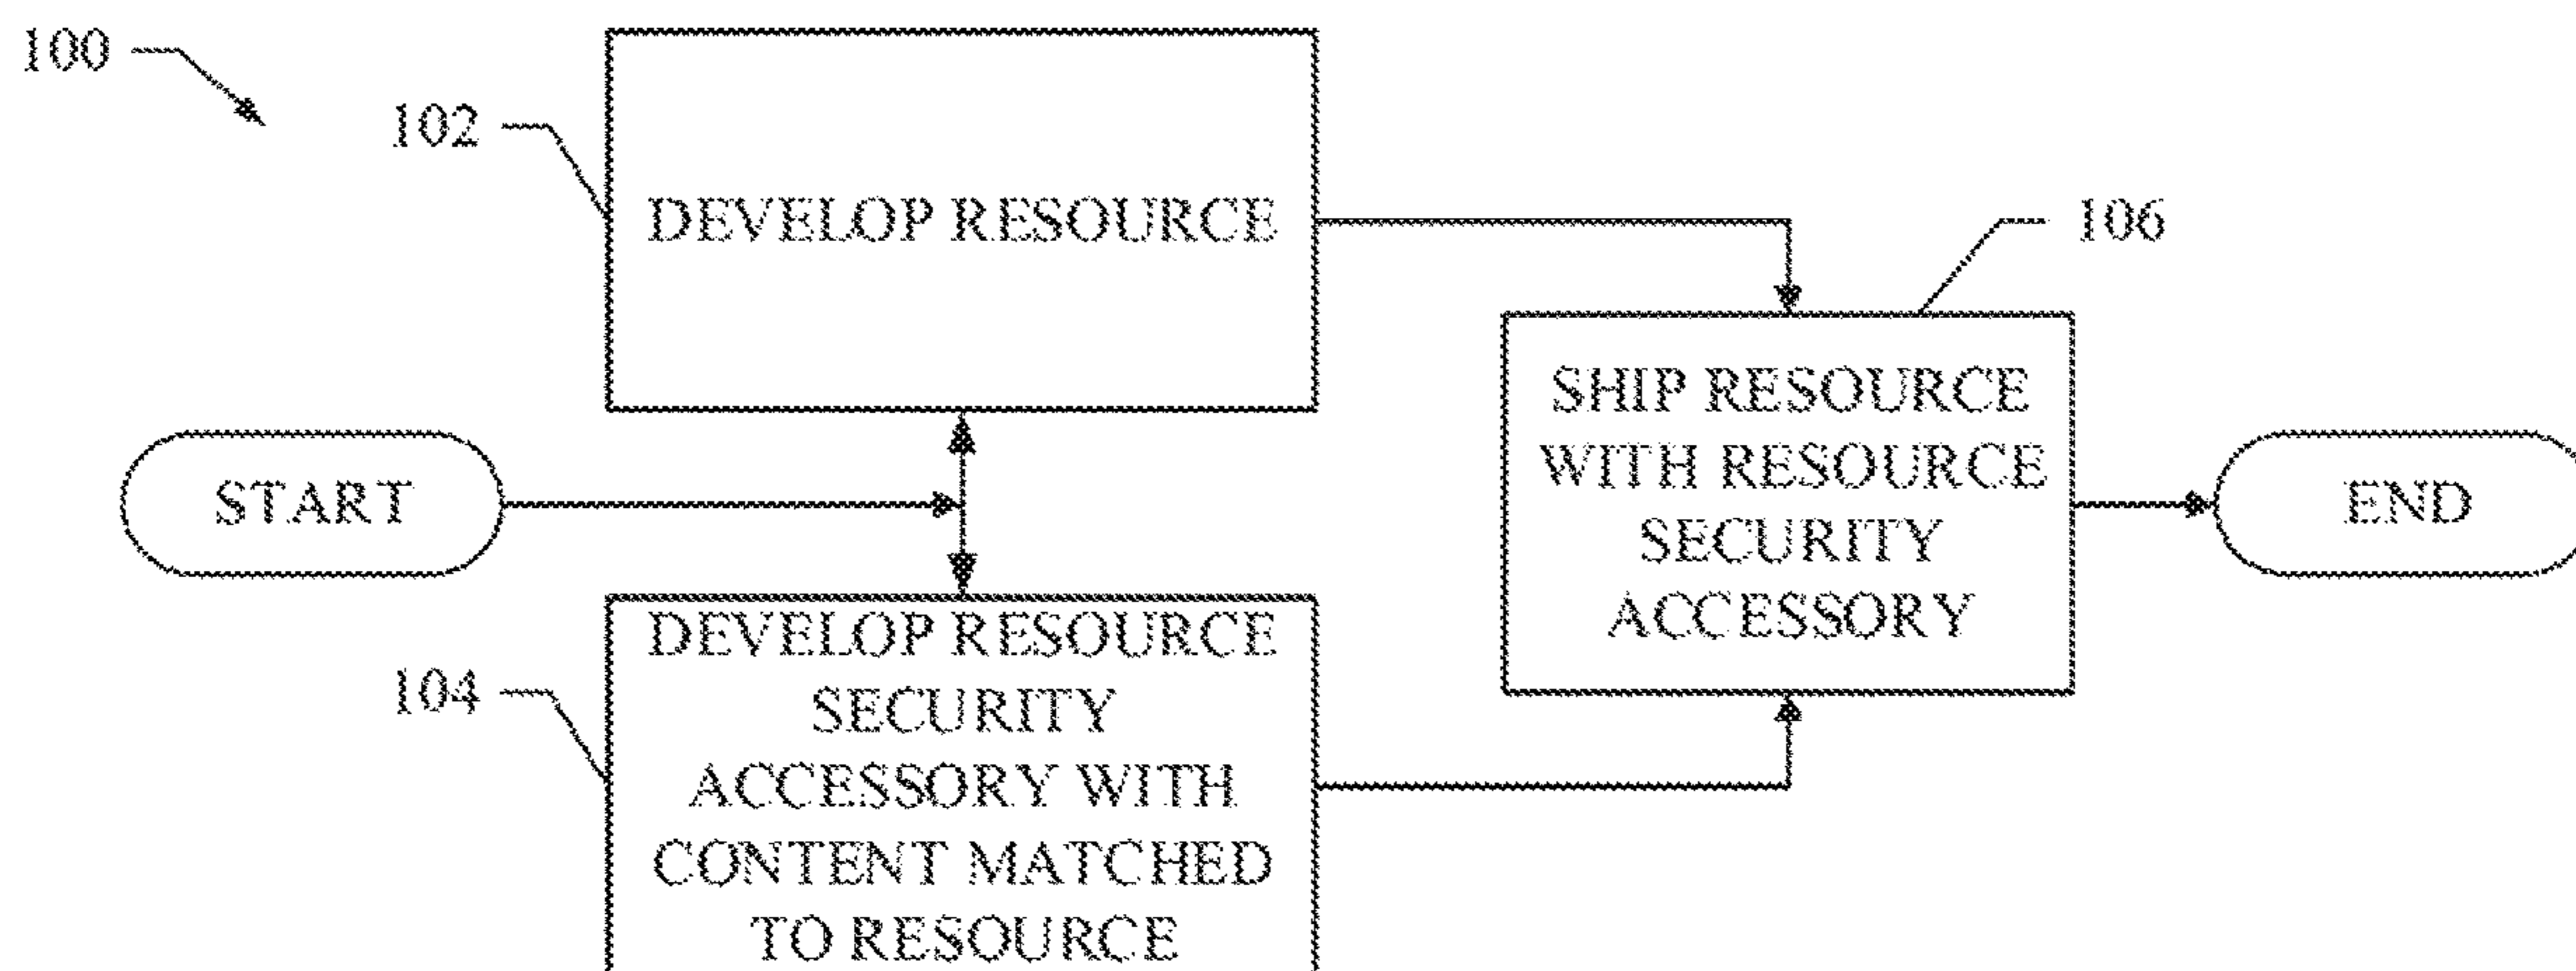 100
102
DEVELOP RESOURCE
106
SHIP RESOURCE
WITH RESOURCE
SECURITY
ACCESSORY
START
END
104
DEVELOP RESOURCE
SECURITY
ACCESSORY WITH
CONTENT MATCHED
TO RESOURCE